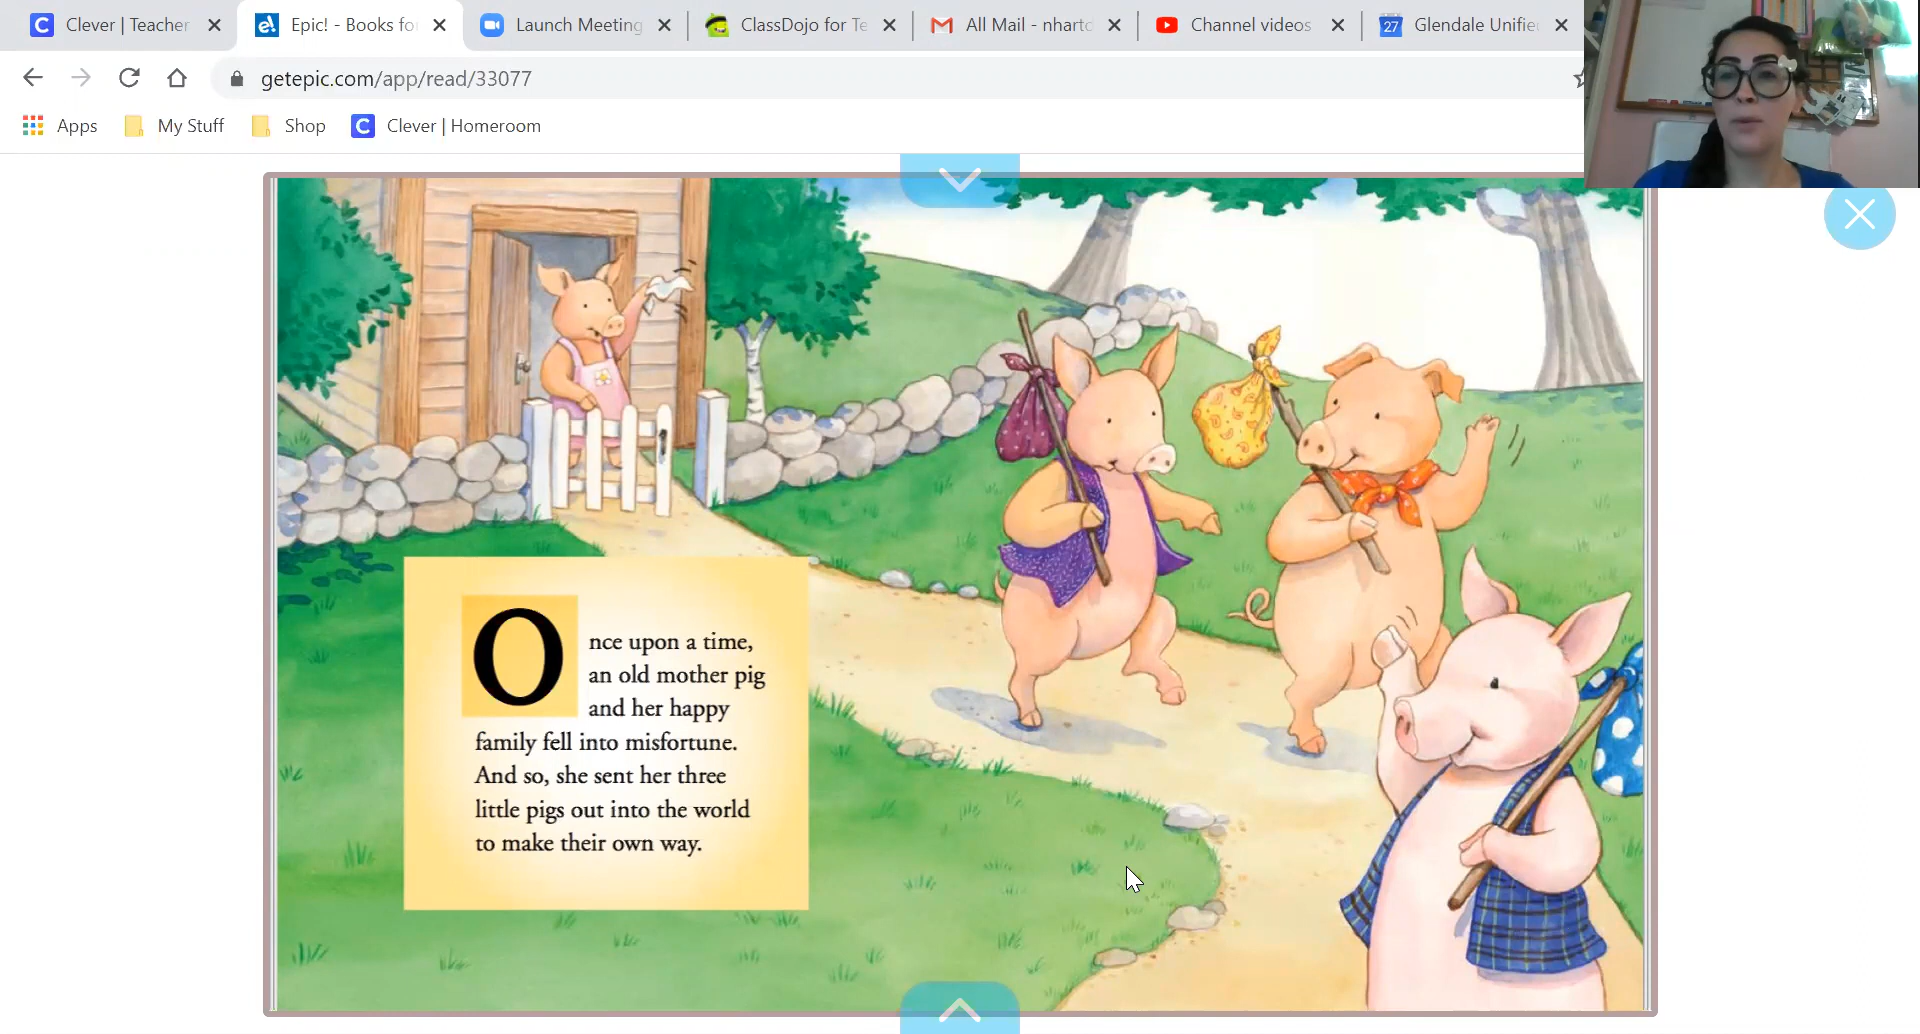 Clever | Teacher
Epic! - Books fo
Launch Meeting
ClassDojo for Te
All Mail - nhartd
Channel videos
27
Glendale Unifie
getepic.com/app/read/33077
Apps
My Stuff
Shop
C
Clever | Homeroom
Once upon a time,
an old mother pig
and her happy
family fell into misfortune.
And so, she sent her three
little pigs out into the world
to make their own way.